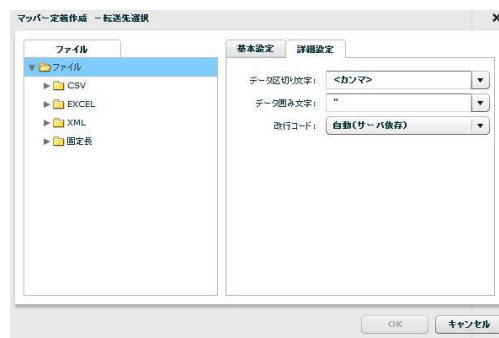 マッパー定義作成 －転送先選択
ファイル
ファイル
CSV
EXCEL
XML
固定長
基本設定 詳細設定
データ区切り文字： <カンマ>
データ囲み文字： "
改行コード： 自動(サーバ依存)
OK キャンセル